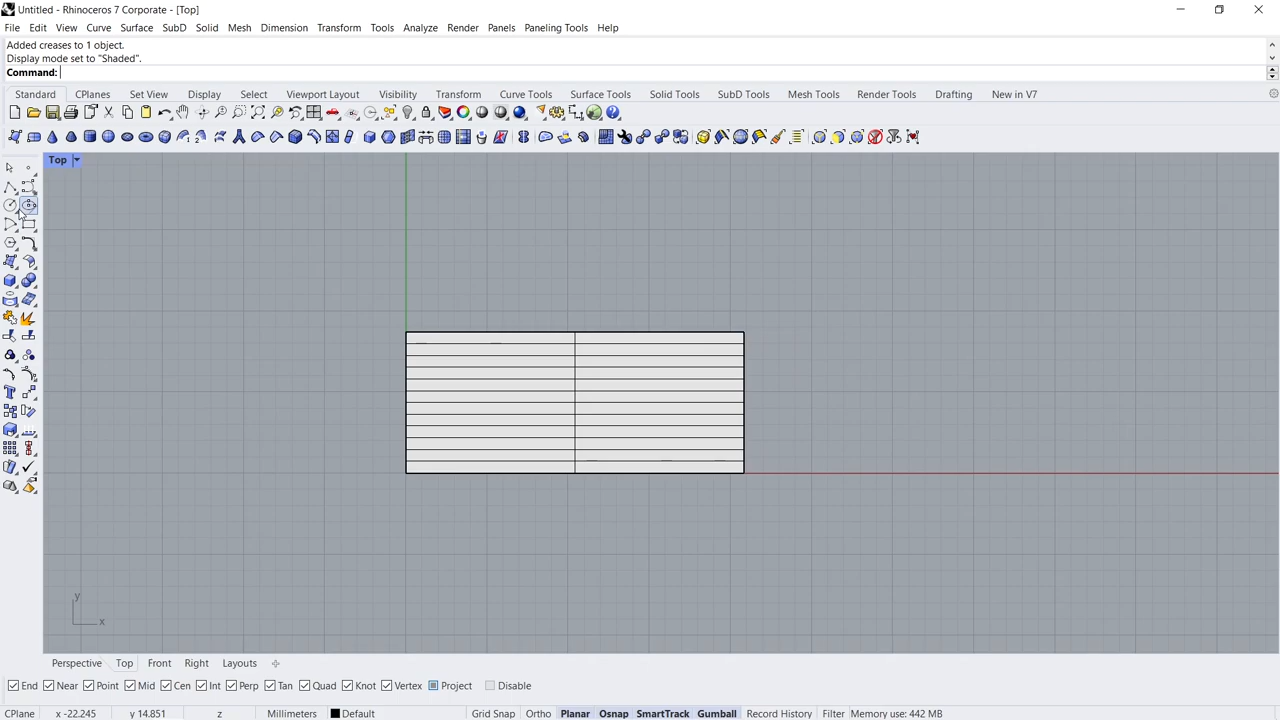 Untitled - Rhinoceros 7 Corporate - [Top]
File Edit View Curve Surface Solid SubD Mesh Dimension Transform Tools Analyze Render Panels Paneling Tools Help
Added creases to 1 object.
Display mode set to "Shaded".
Command:
Standard CPlanes Set View Display Select Viewport Layout Visibility Transform Curve Tools Surface Tools Solid Tools SubD Tools Mesh Tools Render Tools Drafting New in V7
Top
y
x
Perspective Top Front Right Layouts
End Near Point Mid Cen Int Perp Tan Quad Knot Vertex Project Disable
CPlane x -22.245 y 14.851 z Millimeters Default Grid Snap Ortho Planar Osnap SmartTrack Gumball Record History Filter Memory use: 442 MB